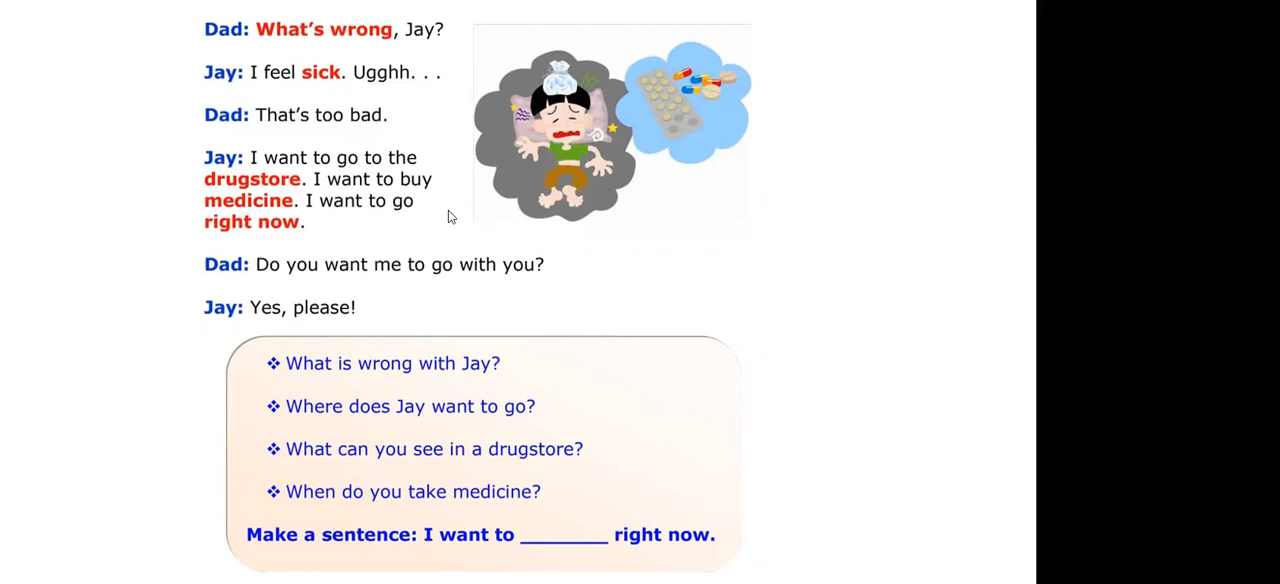 Dad: What's wrong, Jay?
Jay: I feel sick. Ugghh. . .
Dad: That's too bad.
Jay: I want to go to the
drugstore. I want to buy
medicine. I want to go
right now.
Dad: Do you want me to go with you?
Jay: Yes, please!
❖ What is wrong with Jay?
❖ Where does Jay want to go?
❖ What can you see in a drugstore?
❖ When do you take medicine?
Make a sentence: I want to ________ right now.